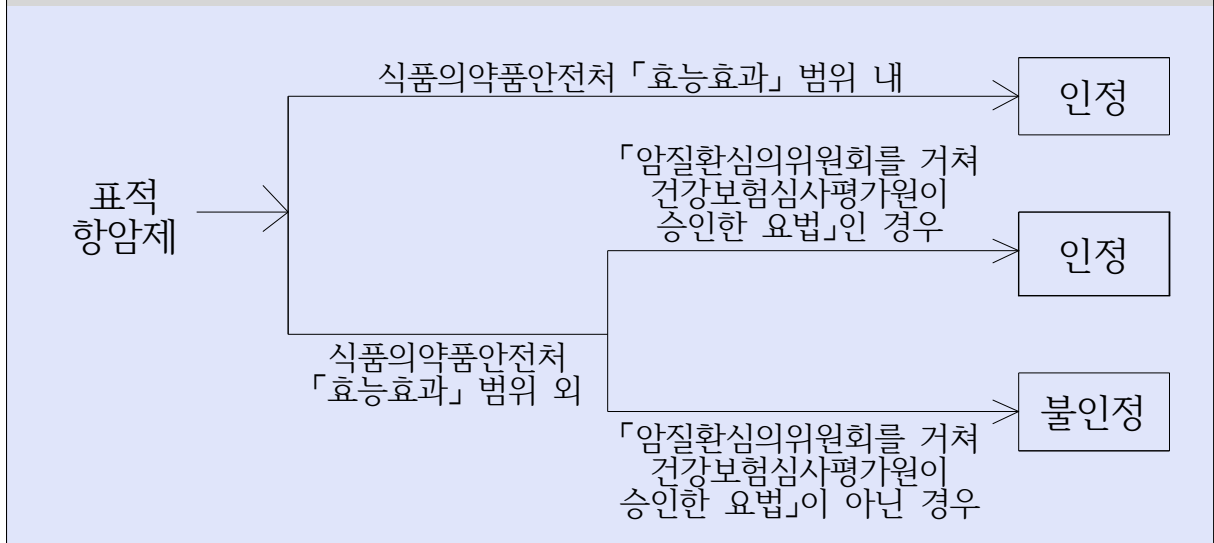 식품의약품안전처「효능효과」범위 내
인정
「암질환심의위원회를 거쳐
건강보험심사평가원이
승인한 요법」인 경우
인정
표적
항암제
식품의약품안전처
「효능효과」범위 외
불인정
「암질환심의위원회를 거쳐
건강보험심사평가원이
승인한 요법」이 아닌 경우